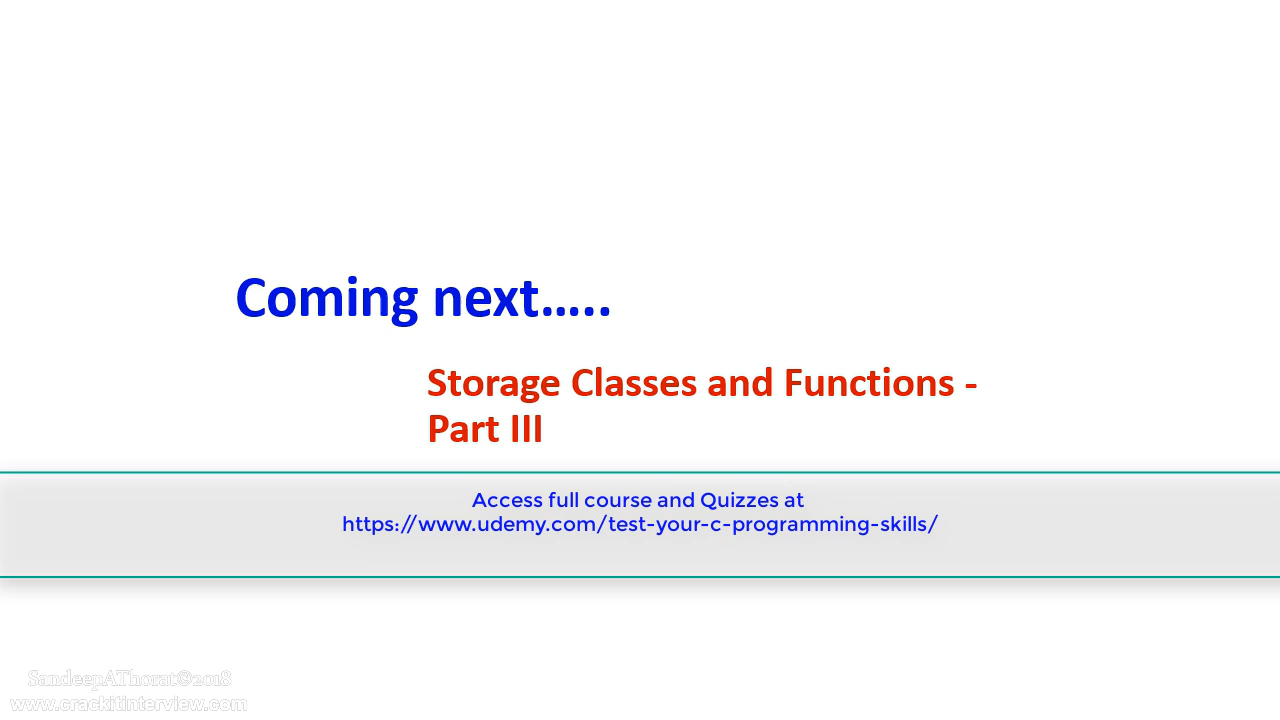 Coming next.....
Storage Classes and Functions -
Part III
Access full course and Quizzes at
https://www.udemy.com/test-your-c-programming-skills/
SandeepAThorat©2018
www.crackitinterview.com